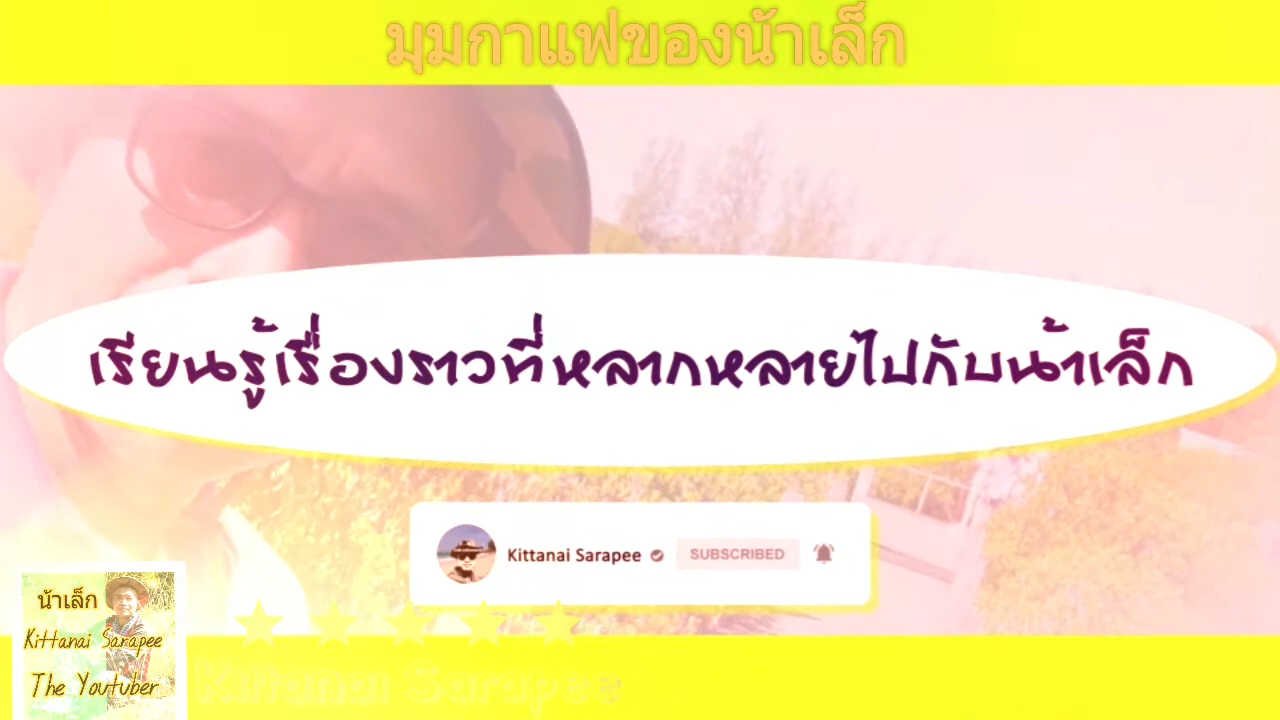 มุมกาแฟของน้าเล็ก
เรียนรู้เรื่องราวที่หลากหลายไปกับน้าเล็ก
Kittanai Sarapee SUBSCRIBED
น้าเล็ก
Kittanai Sarapee
The Youtuber
Kittanai Sarapee